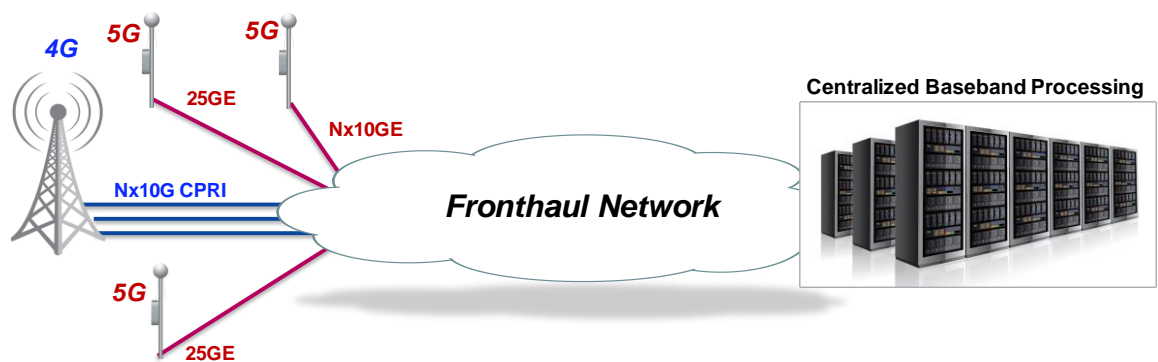 5G
5G
4G
Centralized Baseband Processing
25GE
Nx10GE
Nx10G CPRI
Fronthaul Network
5G
25GE